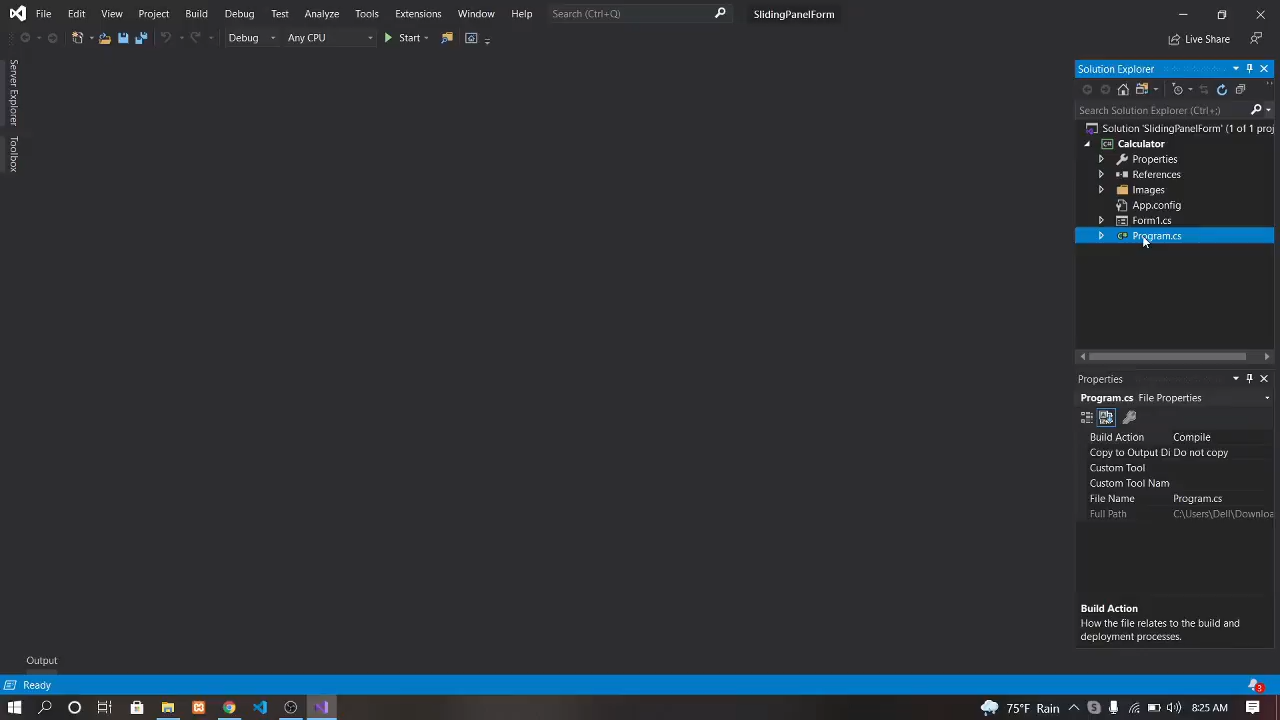 File Edit View Project Build Debug Test Analyze Tools Extensions Window Help Search (Ctrl+Q) SlidingPanelForm
Debug Any CPU Start Live Share
Server Explorer
Toolbox
Solution Explorer
Search Solution Explorer (Ctrl+;)
Solution 'SlidingPanelForm' (1 of 1 proj
Calculator
Properties
References
Images
App.config
Form1.cs
Program.cs
Properties
Program.cs File Properties
Build Action Compile
Copy to Output Di Do not copy
Custom Tool
Custom Tool Nam
File Name Program.cs
Full Path C:\Users\Dell\Downloa
Build Action
How the file relates to the build and
deployment processes.
Output
Ready 3
75°F Rain 8:25 AM